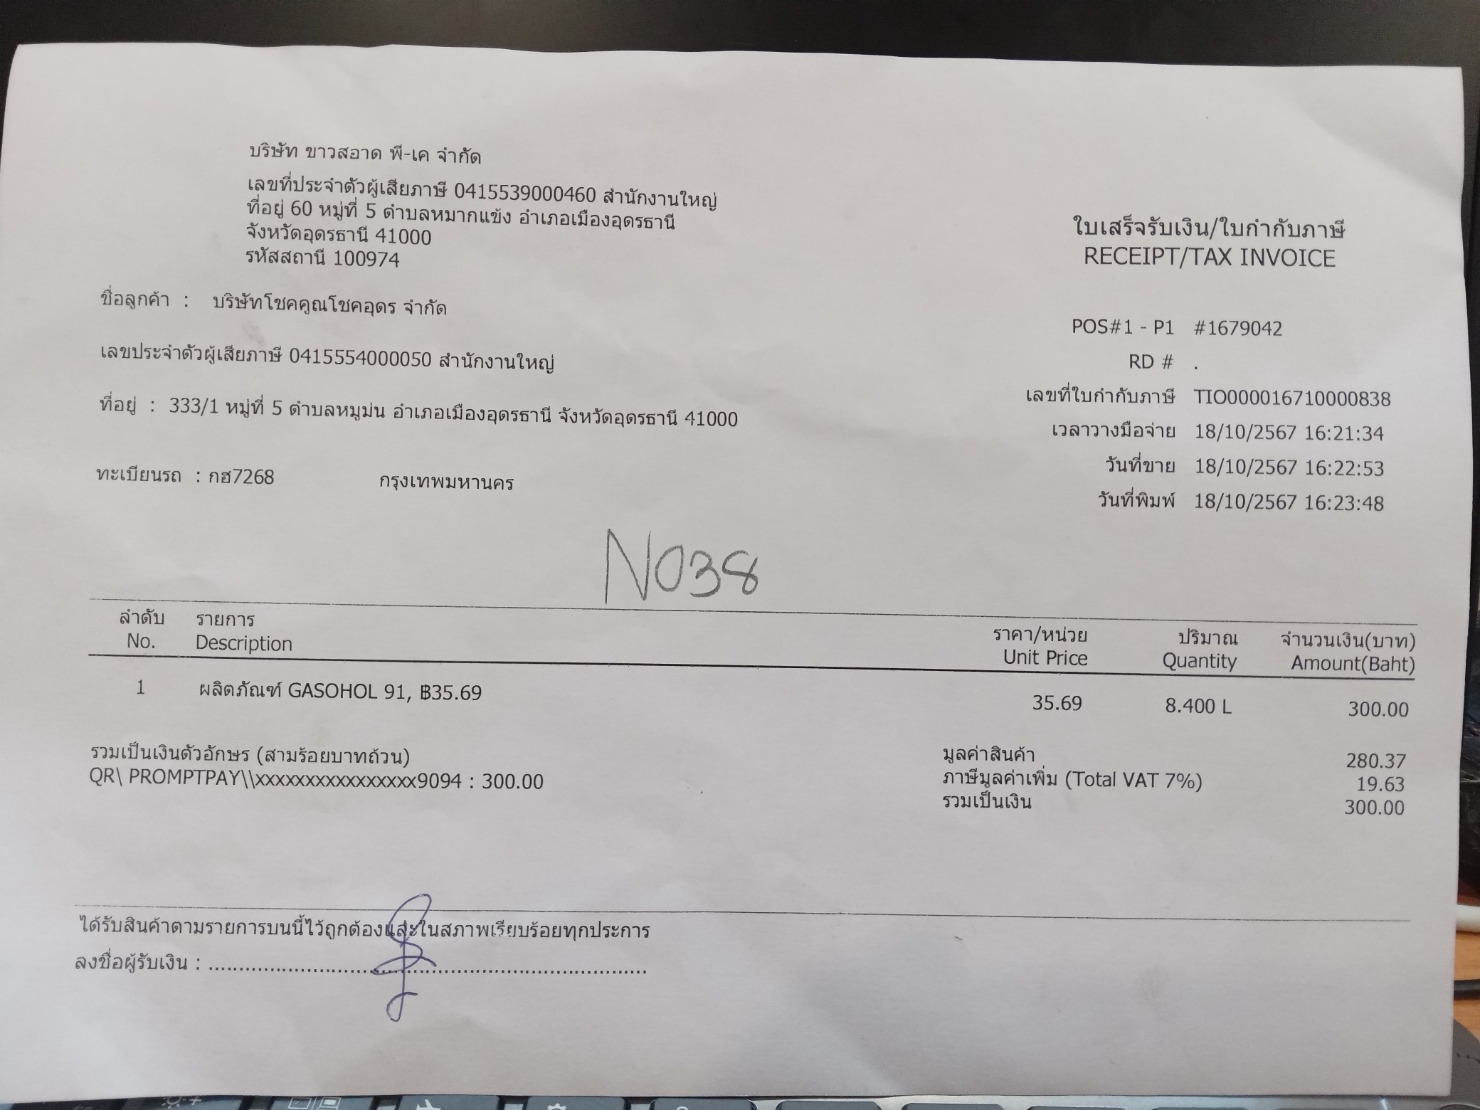 บริษัท ขาวสอาด พี-เค จำกัด
เลขที่ประจำตัวผู้เสียภาษี 0415539000460 สำนักงานใหญ่
ที่อยู่ 60 หมู่ที่ 5 ตำบลหมากแข้ง อำเภอเมืองอุดรธานี
จังหวัดอุดรธานี 41000
รหัสสถานี 100974
ใบเสร็จรับเงิน/ใบกำกับภาษี
RECEIPT/TAX INVOICE
ชื่อลูกค้า : บริษัทโชคคูณโชคอุดร จำกัด
เลขประจำตัวผู้เสียภาษี 0415554000050 สำนักงานใหญ่
ที่อยู่ : 333/1 หมู่ที่ 5 ตำบลหมูม่น อำเภอเมืองอุดรธานี จังหวัดอุดรธานี 41000
ทะเบียนรถ : กฮ7268 กรุงเทพมหานคร
POS#1 - P1 #1679042
RD # .
เลขที่ใบกำกับภาษี TIO000016710000838
เวลาวางมือจ่าย 18/10/2567 16:21:34
วันที่ขาย 18/10/2567 16:22:53
วันที่พิมพ์ 18/10/2567 16:23:48
NO38
ลำดับ รายการ ราคา/หน่วย ปริมาณ จำนวนเงิน(บาท)
No. Description Unit Price Quantity Amount(Baht)
1 ผลิตภัณฑ์ GASOHOL 91, ฿35.69 35.69 8.400 L 300.00
รวมเป็นเงินตัวอักษร (สามร้อยบาทถ้วน)
QR\ PROMPTPAY\\xxxxxxxxxxxxxxxx9094 : 300.00
มูลค่าสินค้า 280.37
ภาษีมูลค่าเพิ่ม (Total VAT 7%) 19.63
รวมเป็นเงิน 300.00
ได้รับสินค้าตามรายการบนนี้ไว้ถูกต้องและในสภาพเรียบร้อยทุกประการ
ลงชื่อผู้รับเงิน : ..........................................................................